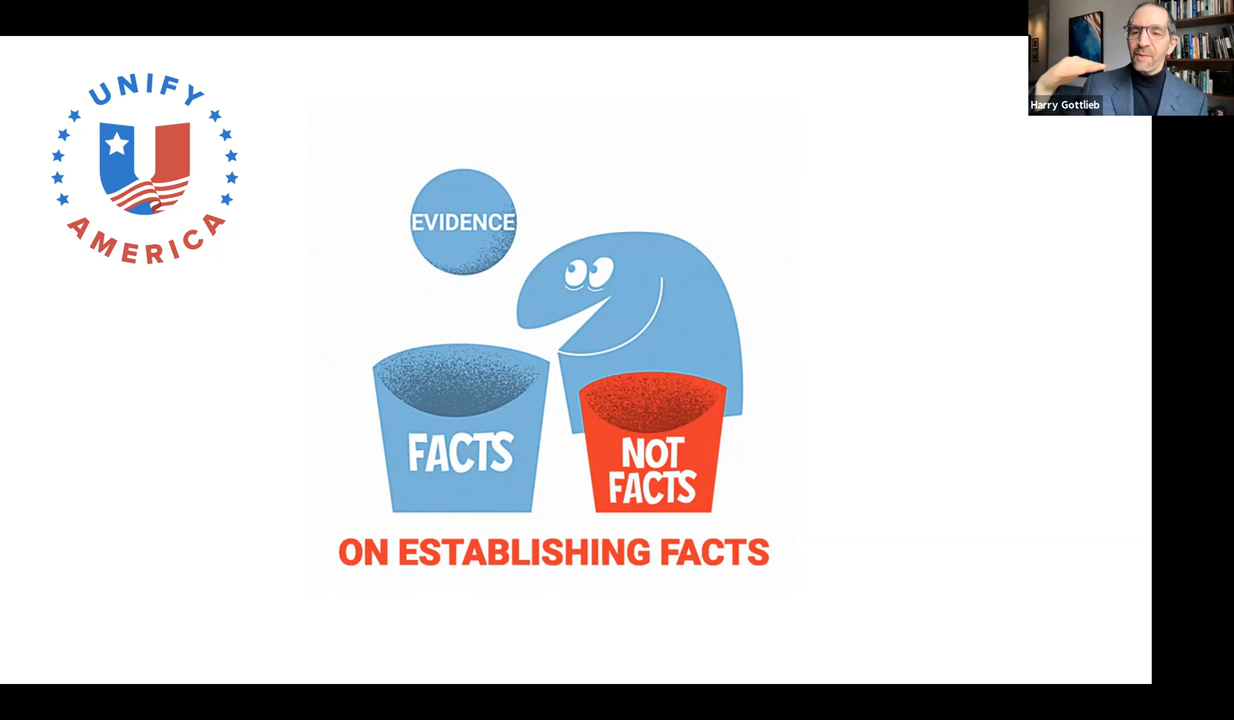 UNIFY
AMERICA
Harry Gottlieb
EVIDENCE
FACTS
NOT
FACTS
ON ESTABLISHING FACTS